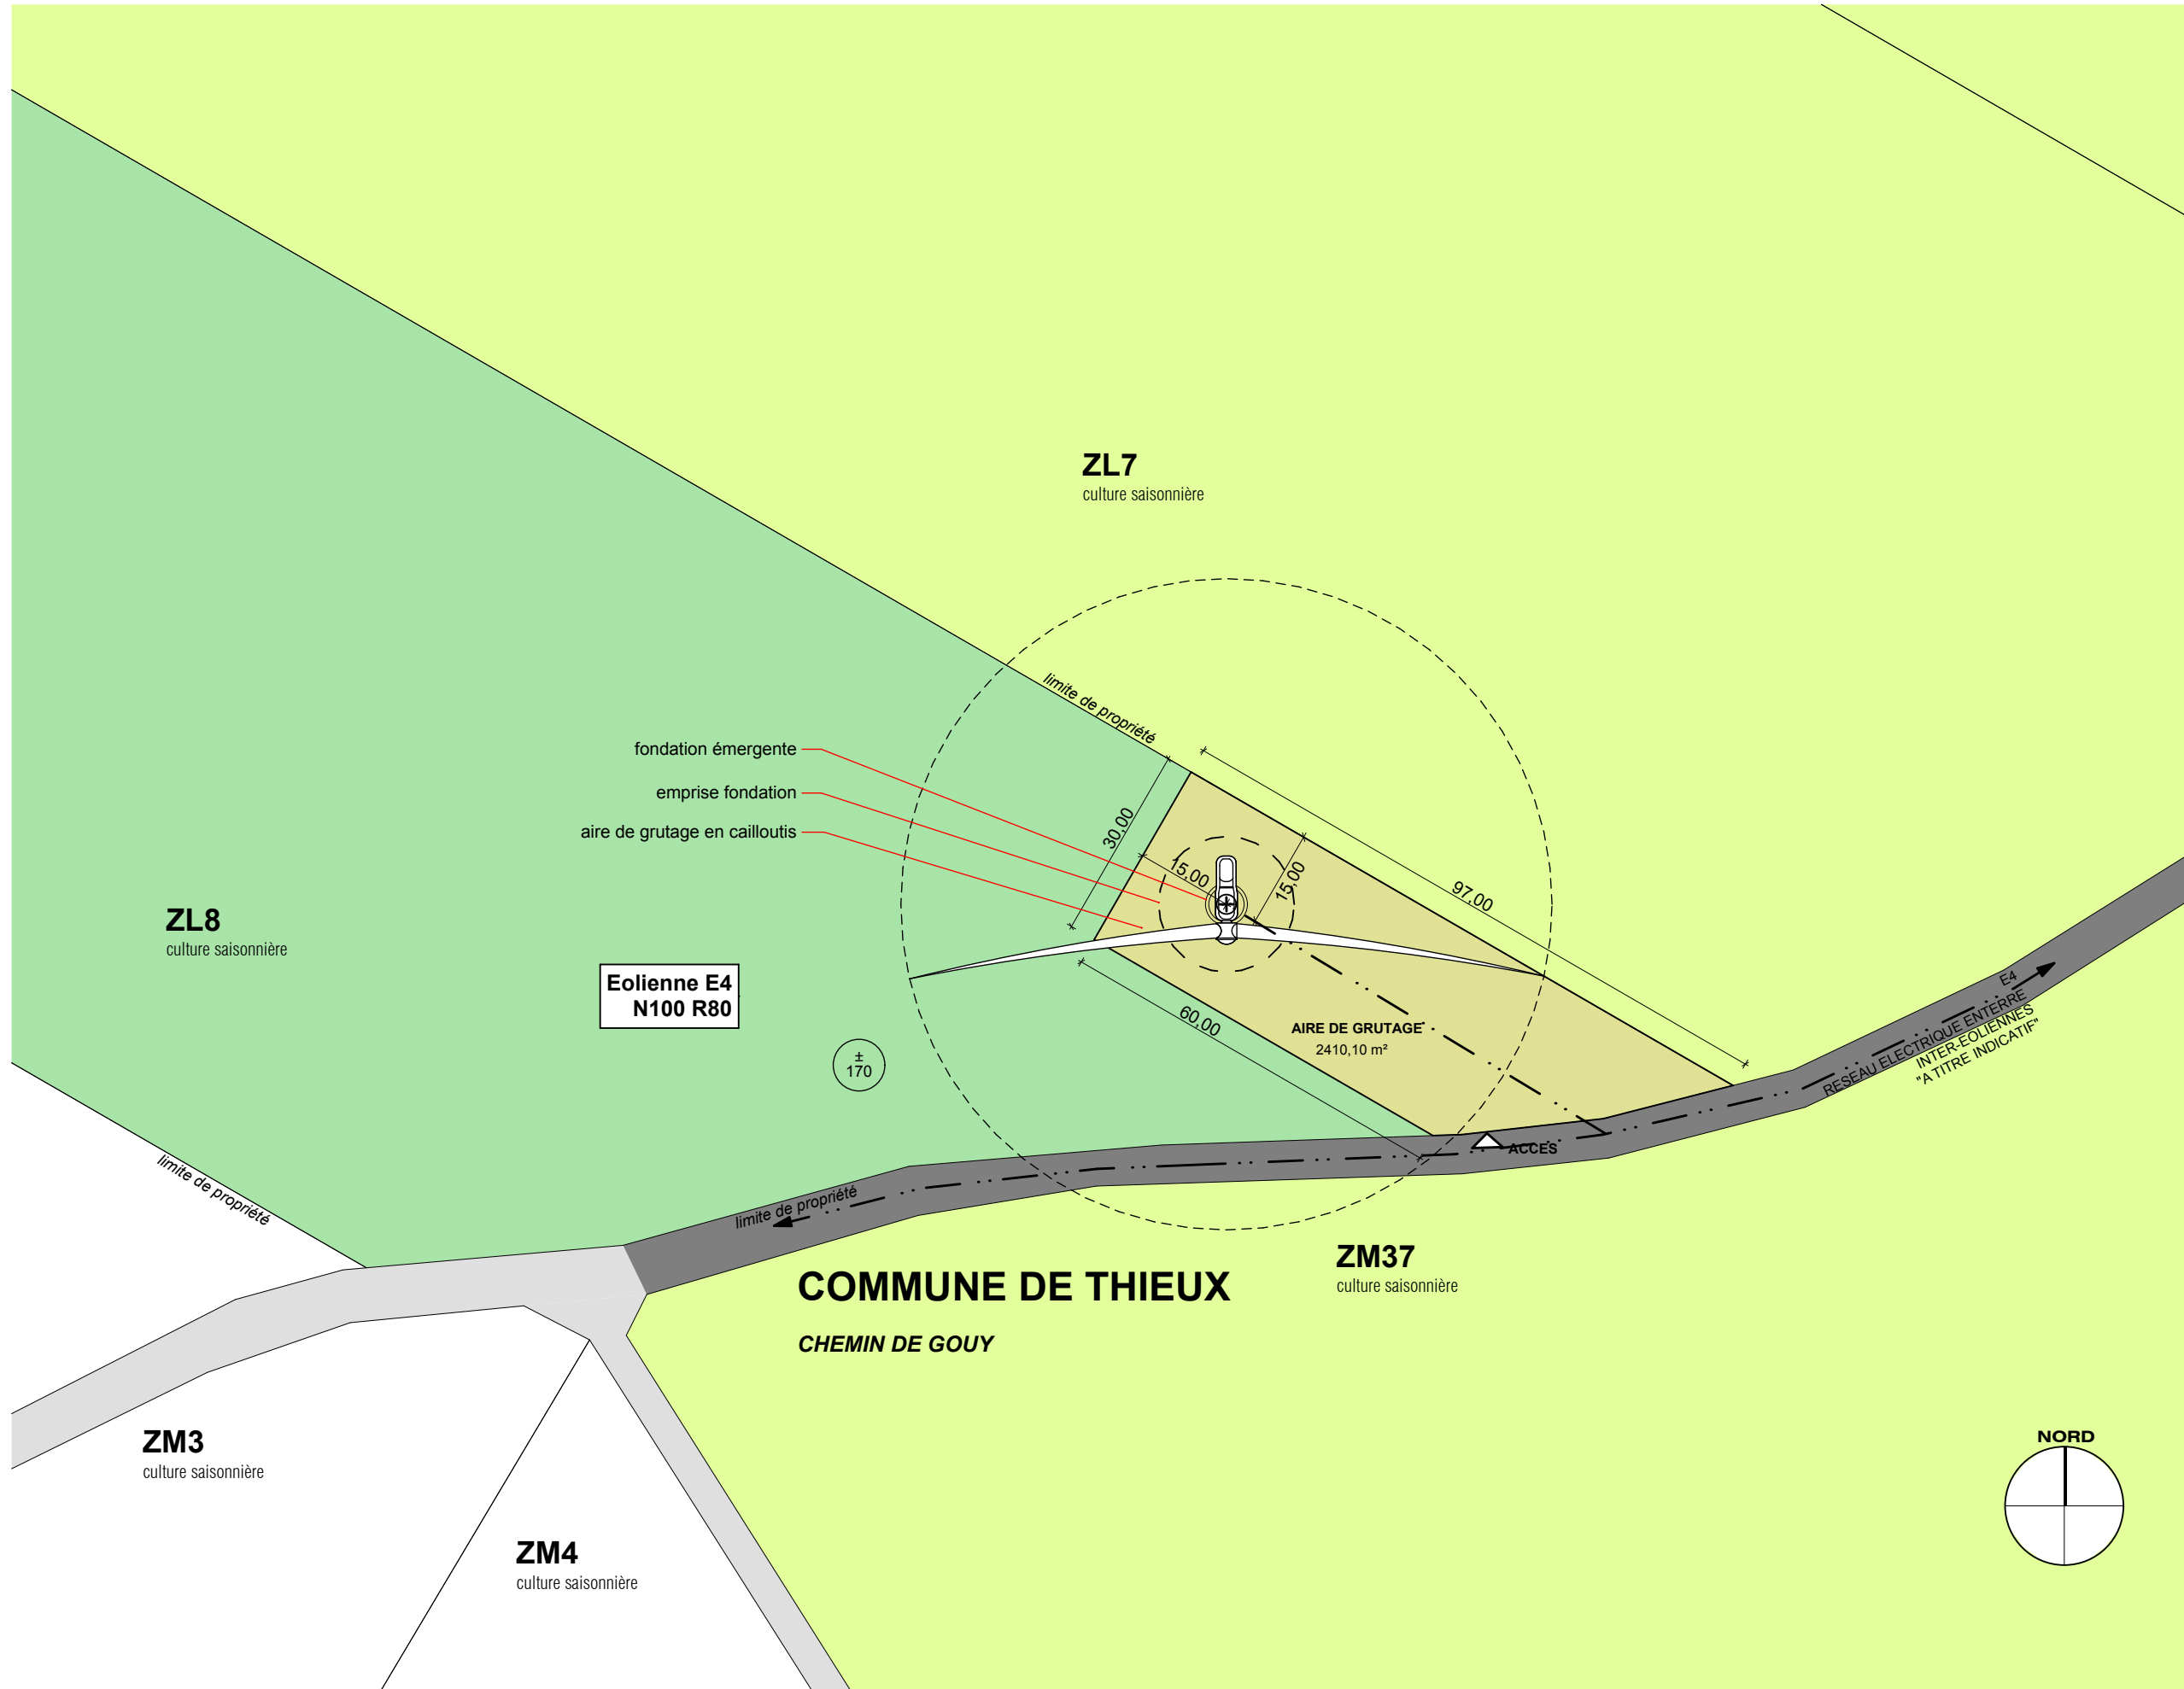 ZL7
culture saisonnière
limite de propriété
fondation émergente
emprise fondation
aire de grutage en cailloutis
30,00
15,00
15,00
97,00
ZL8
culture saisonnière
Eolienne E4
N100 R80
60,00
AIRE DE GRUTAGE
2410,10 m²
±
170
E4
RESEAU ELECTRIQUE ENTERRE
INTER-EOLIENNES
"A TITRE INDICATIF"
ACCES
limite de propriété
limite de propriété
ZM37
culture saisonnière
COMMUNE DE THIEUX
CHEMIN DE GOUY
ZM3
culture saisonnière
NORD
ZM4
culture saisonnière